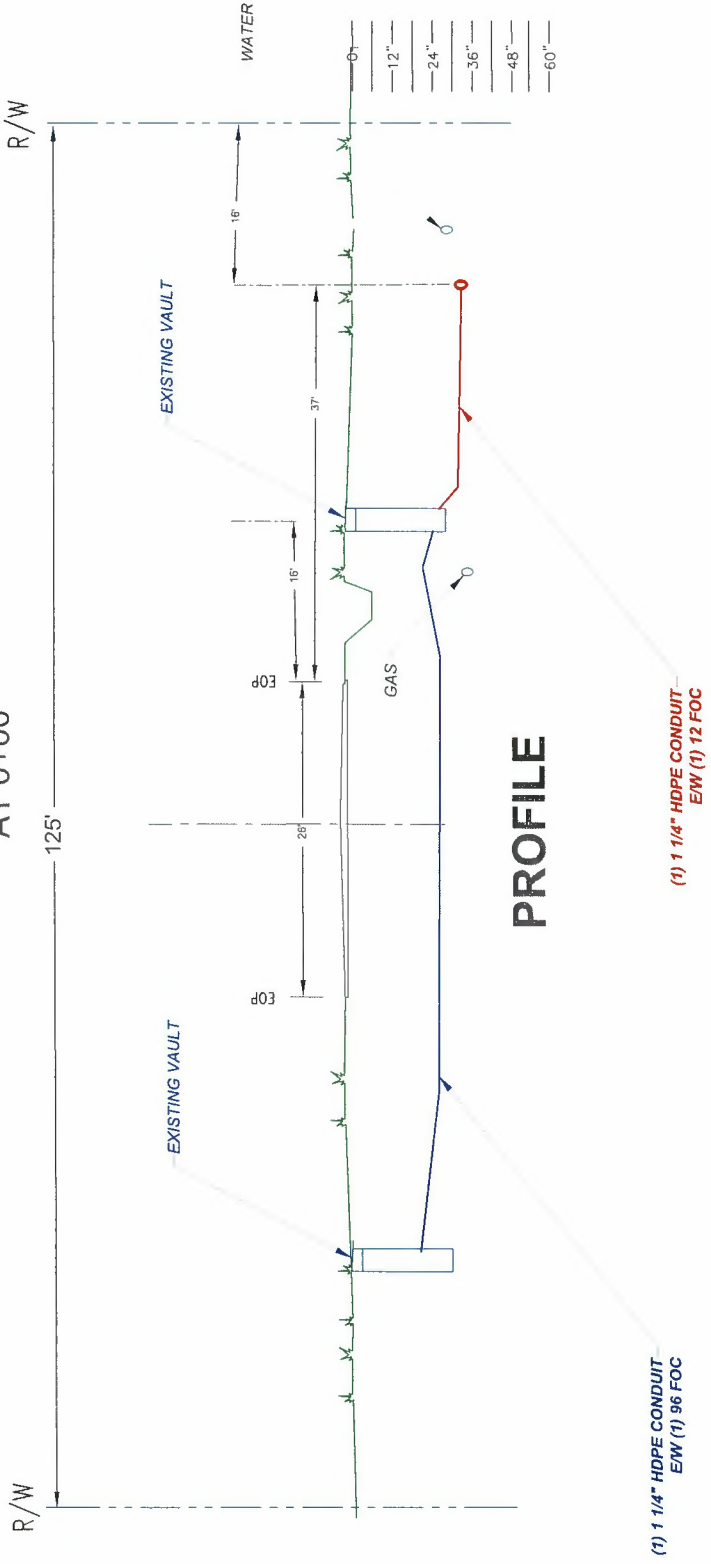 R/W
R/W
125'
WATER
16'
EXISTING VAULT
EXISTING VAULT
37'
16'
EOP
EOP
26'
GAS
0
12"
24"
36"
48"
60"
PROFILE
(1) 1 1/4" HDPE CONDUIT
E/W (1) 12 FOC
(1) 1 1/4" HDPE CONDUIT
E/W (1) 96 FOC